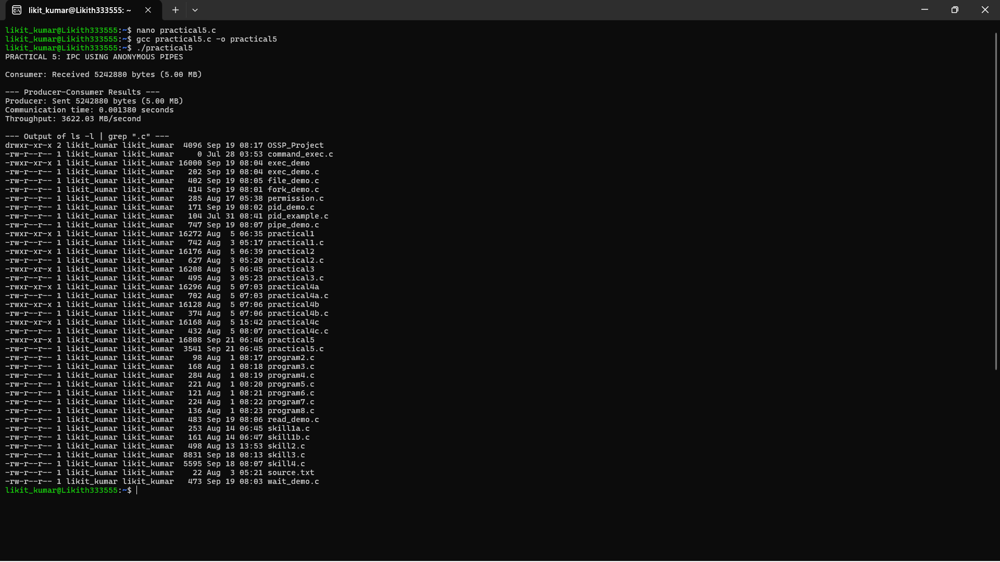 likit_kumar@Likith333555: ~
likit_kumar@Likith333555:~$ nano practical5.c
likit_kumar@Likith333555:~$ gcc practical5.c -o practical5
likit_kumar@Likith333555:~$ ./practical5
PRACTICAL 5: IPC USING ANONYMOUS PIPES
Consumer: Received 5242880 bytes (5.00 MB)
--- Producer-Consumer Results ---
Producer: Sent 5242880 bytes (5.00 MB)
Communication time: 0.001380 seconds
Throughput: 3622.03 MB/second
--- Output of ls -l | grep ".c" ---
drwxr-xr-x 2 likit_kumar likit_kumar  4096 Sep 19 08:17 OSSP_Project
-rw-r--r-- 1 likit_kumar likit_kumar     0 Jul 28 03:53 command_exec.c
-rwxr-xr-x 1 likit_kumar likit_kumar 16000 Sep 19 08:04 exec_demo
-rw-r--r-- 1 likit_kumar likit_kumar   202 Sep 19 08:04 exec_demo.c
-rw-r--r-- 1 likit_kumar likit_kumar   402 Sep 19 08:05 file_demo.c
-rw-r--r-- 1 likit_kumar likit_kumar   414 Sep 19 08:01 fork_demo.c
-rw-r--r-- 1 likit_kumar likit_kumar   285 Aug 17 05:38 permission.c
-rw-r--r-- 1 likit_kumar likit_kumar   171 Sep 19 08:02 pid_demo.c
-rw-r--r-- 1 likit_kumar likit_kumar   104 Jul 31 08:41 pid_example.c
-rw-r--r-- 1 likit_kumar likit_kumar   747 Sep 19 08:07 pipe_demo.c
-rwxr-xr-x 1 likit_kumar likit_kumar 16272 Aug  5 06:35 practical1
-rw-r--r-- 1 likit_kumar likit_kumar   742 Aug  3 05:17 practical1.c
-rwxr-xr-x 1 likit_kumar likit_kumar 16176 Aug  5 06:39 practical2
-rw-r--r-- 1 likit_kumar likit_kumar   627 Aug  3 05:20 practical2.c
-rwxr-xr-x 1 likit_kumar likit_kumar 16208 Aug  5 06:45 practical3
-rw-r--r-- 1 likit_kumar likit_kumar   495 Aug  3 05:23 practical3.c
-rwxr-xr-x 1 likit_kumar likit_kumar 16296 Aug  5 07:03 practical4a
-rw-r--r-- 1 likit_kumar likit_kumar   702 Aug  5 07:03 practical4a.c
-rwxr-xr-x 1 likit_kumar likit_kumar 16128 Aug  5 07:06 practical4b
-rw-r--r-- 1 likit_kumar likit_kumar   374 Aug  5 07:06 practical4b.c
-rwxr-xr-x 1 likit_kumar likit_kumar 16168 Aug  5 15:42 practical4c
-rw-r--r-- 1 likit_kumar likit_kumar   432 Aug  5 08:07 practical4c.c
-rwxr-xr-x 1 likit_kumar likit_kumar 16808 Sep 21 06:46 practical5
-rw-r--r-- 1 likit_kumar likit_kumar  3541 Sep 21 06:45 practical5.c
-rw-r--r-- 1 likit_kumar likit_kumar    98 Aug  1 08:17 program2.c
-rw-r--r-- 1 likit_kumar likit_kumar   168 Aug  1 08:18 program3.c
-rw-r--r-- 1 likit_kumar likit_kumar   284 Aug  1 08:19 program4.c
-rw-r--r-- 1 likit_kumar likit_kumar   221 Aug  1 08:20 program5.c
-rw-r--r-- 1 likit_kumar likit_kumar   121 Aug  1 08:21 program6.c
-rw-r--r-- 1 likit_kumar likit_kumar   224 Aug  1 08:22 program7.c
-rw-r--r-- 1 likit_kumar likit_kumar   136 Aug  1 08:23 program8.c
-rw-r--r-- 1 likit_kumar likit_kumar   483 Sep 19 08:06 read_demo.c
-rw-r--r-- 1 likit_kumar likit_kumar   253 Aug 14 06:45 skill1a.c
-rw-r--r-- 1 likit_kumar likit_kumar   161 Aug 14 06:47 skill1b.c
-rw-r--r-- 1 likit_kumar likit_kumar   498 Aug 13 13:53 skill2.c
-rw-r--r-- 1 likit_kumar likit_kumar  8831 Sep 18 08:13 skill3.c
-rw-r--r-- 1 likit_kumar likit_kumar  5595 Sep 18 08:07 skill4.c
-rw-r--r-- 1 likit_kumar likit_kumar    22 Aug  3 05:21 source.txt
-rw-r--r-- 1 likit_kumar likit_kumar   473 Sep 19 08:03 wait_demo.c
likit_kumar@Likith333555:~$